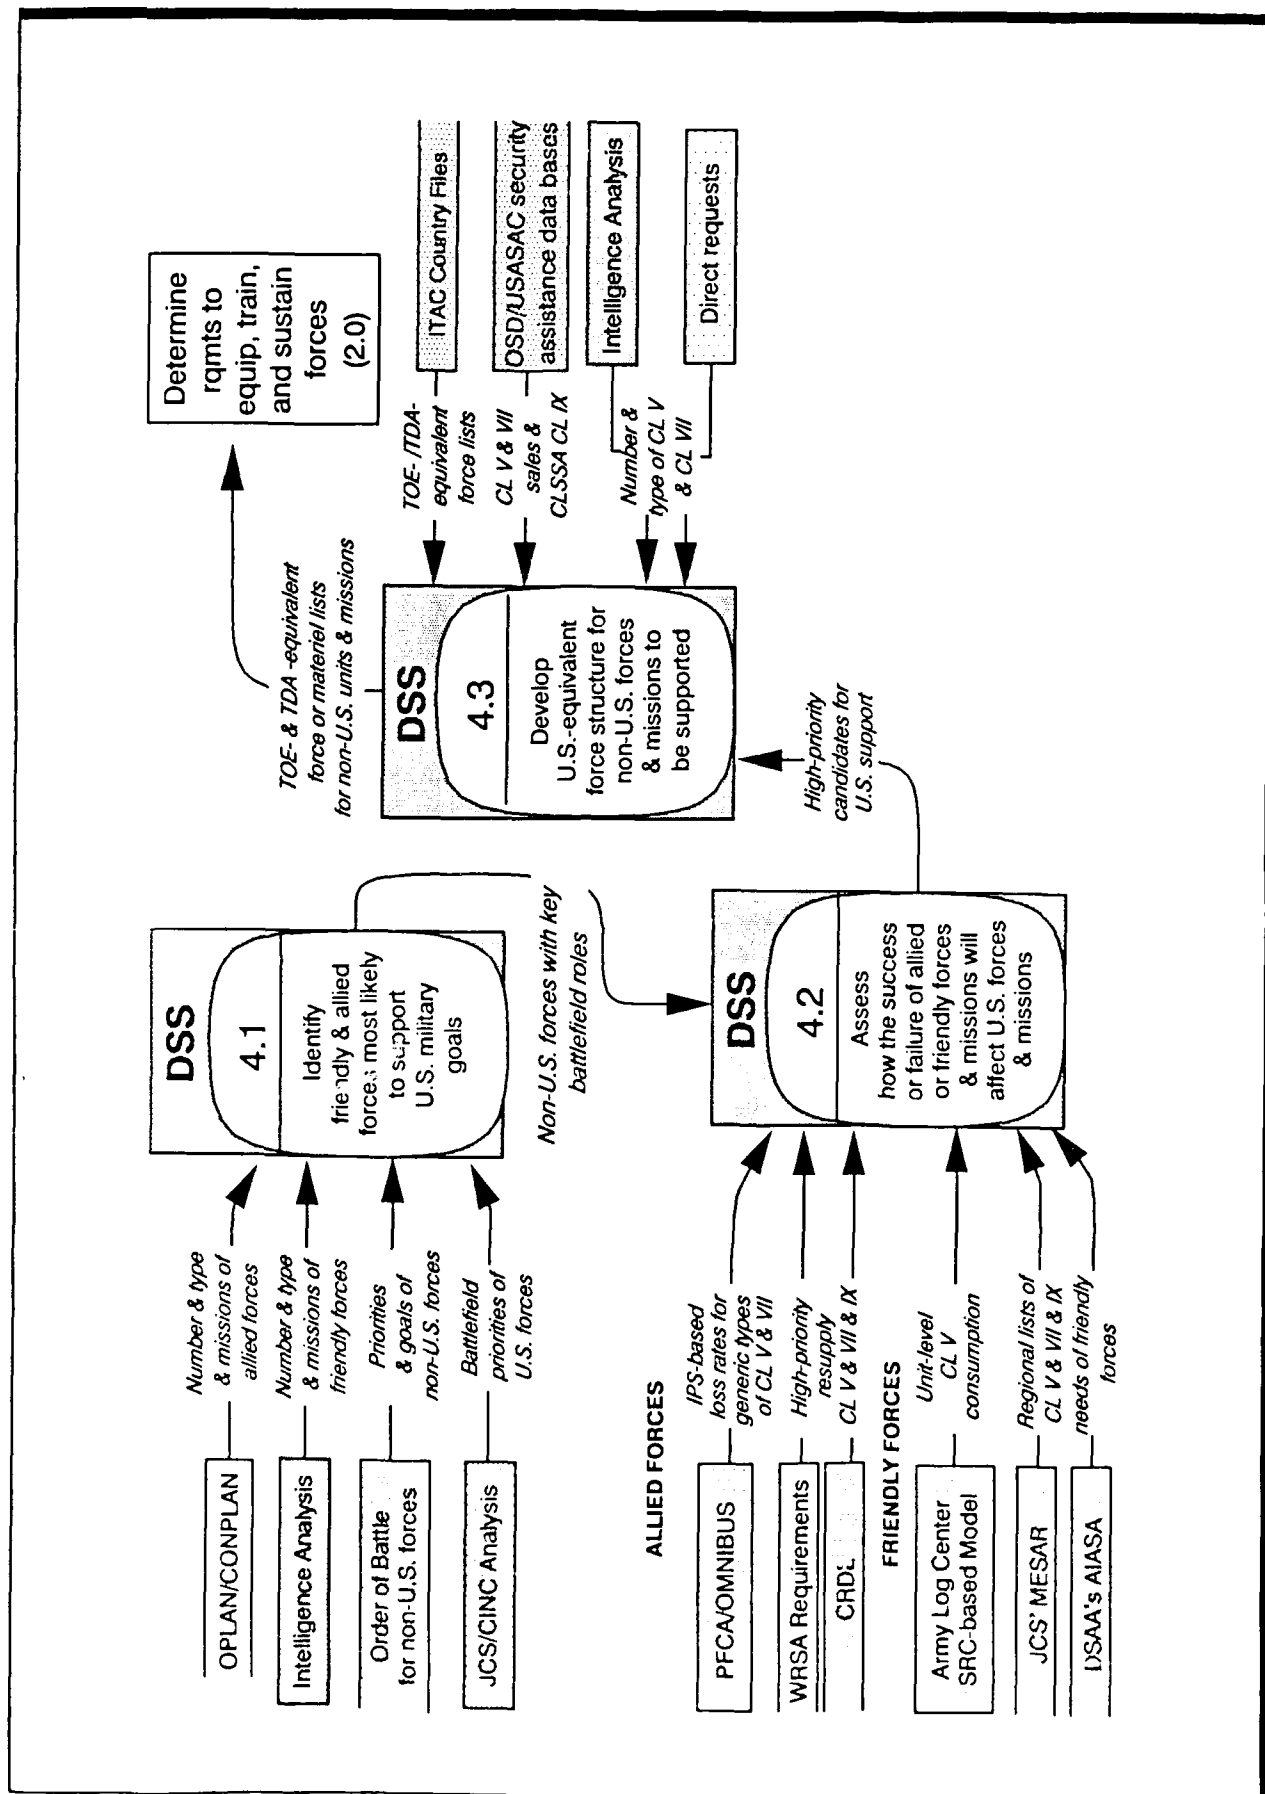 OPLAN/CONPLAN
Number & type
& missions of
allied forces
Intelligence Analysis
Number & type
& missions of
friendly forces
Order of Battle
for non-U.S. forces
Priorities
& goals of
non-U.S. forces
JCS/CINC Analysis
Battlefield
priorities of
U.S. forces
DSS
4.1
Identify
friendly & allied
forces most likely
to support
U.S. military
goals
Non-U.S. forces with key
battlefield roles
ALLIED FORCES
PFCA/OMNIBUS
IPS-based
loss rates for
generic types
of CL V & VII
WRSA Requirements
High-priority
resupply
CRDL
CL V & VII & IX
FRIENDLY FORCES
Army Log Center
SRC-based Model
Unit-level
CL V
consumption
JCS' MESAR
Regional lists of
CL V & VII & IX
DSAA's AIASA
needs of friendly
forces
DSS
4.2
Assess
how the success
or failure of allied
or friendly forces
& missions will
affect U.S. forces
& missions
High-priority
candidates for
U.S. support
DSS
4.3
Develop
U.S.-equivalent
force structure for
non-U.S. forces
& missions to
be supported
TOE- & TDA -equivalent
force or materiel lists
for non-U.S. units & missions
Determine
rqmts to
equip, train,
and sustain
forces
(2.0)
TOE- /TDA-
equivalent
force lists
ITAC Country Files
CL V & VII
sales &
CLSSA CL IX
OSD/USASAC security
assistance data bases
Number &
type of CL V
& CL VII
Intelligence Analysis
Direct requests